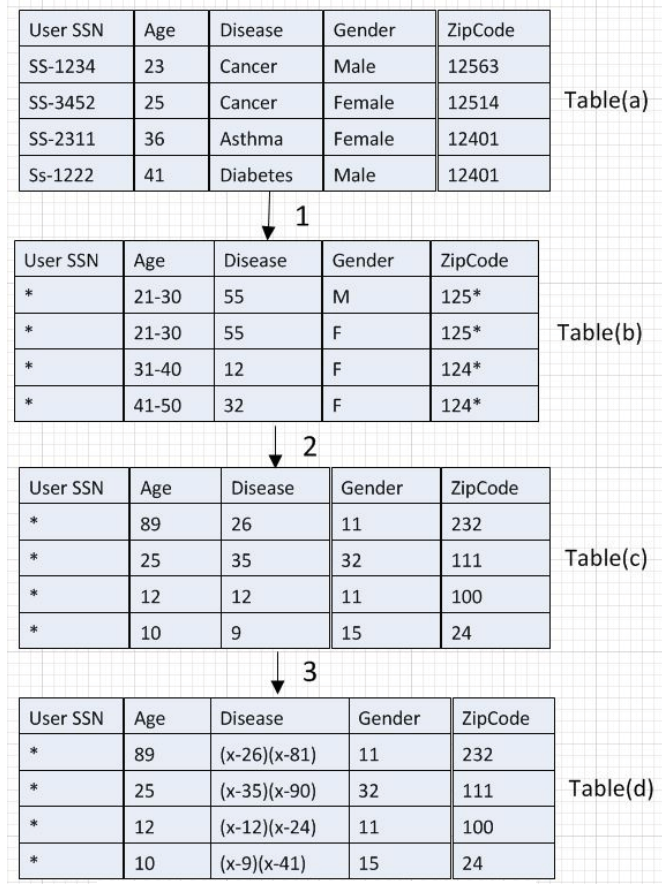 User SSN Age Disease Gender ZipCode
SS-1234 23 Cancer Male 12563
SS-3452 25 Cancer Female 12514
SS-2311 36 Asthma Female 12401
Ss-1222 41 Diabetes Male 12401
Table(a)
1
User SSN Age Disease Gender ZipCode
* 21-30 55 M 125*
* 21-30 55 F 125*
* 31-40 12 F 124*
* 41-50 32 F 124*
Table(b)
2
User SSN Age Disease Gender ZipCode
* 89 26 11 232
* 25 35 32 111
* 12 12 11 100
* 10 9 15 24
Table(c)
3
User SSN Age Disease Gender ZipCode
* 89 (x-26)(x-81) 11 232
* 25 (x-35)(x-90) 32 111
* 12 (x-12)(x-24) 11 100
* 10 (x-9)(x-41) 15 24
Table(d)